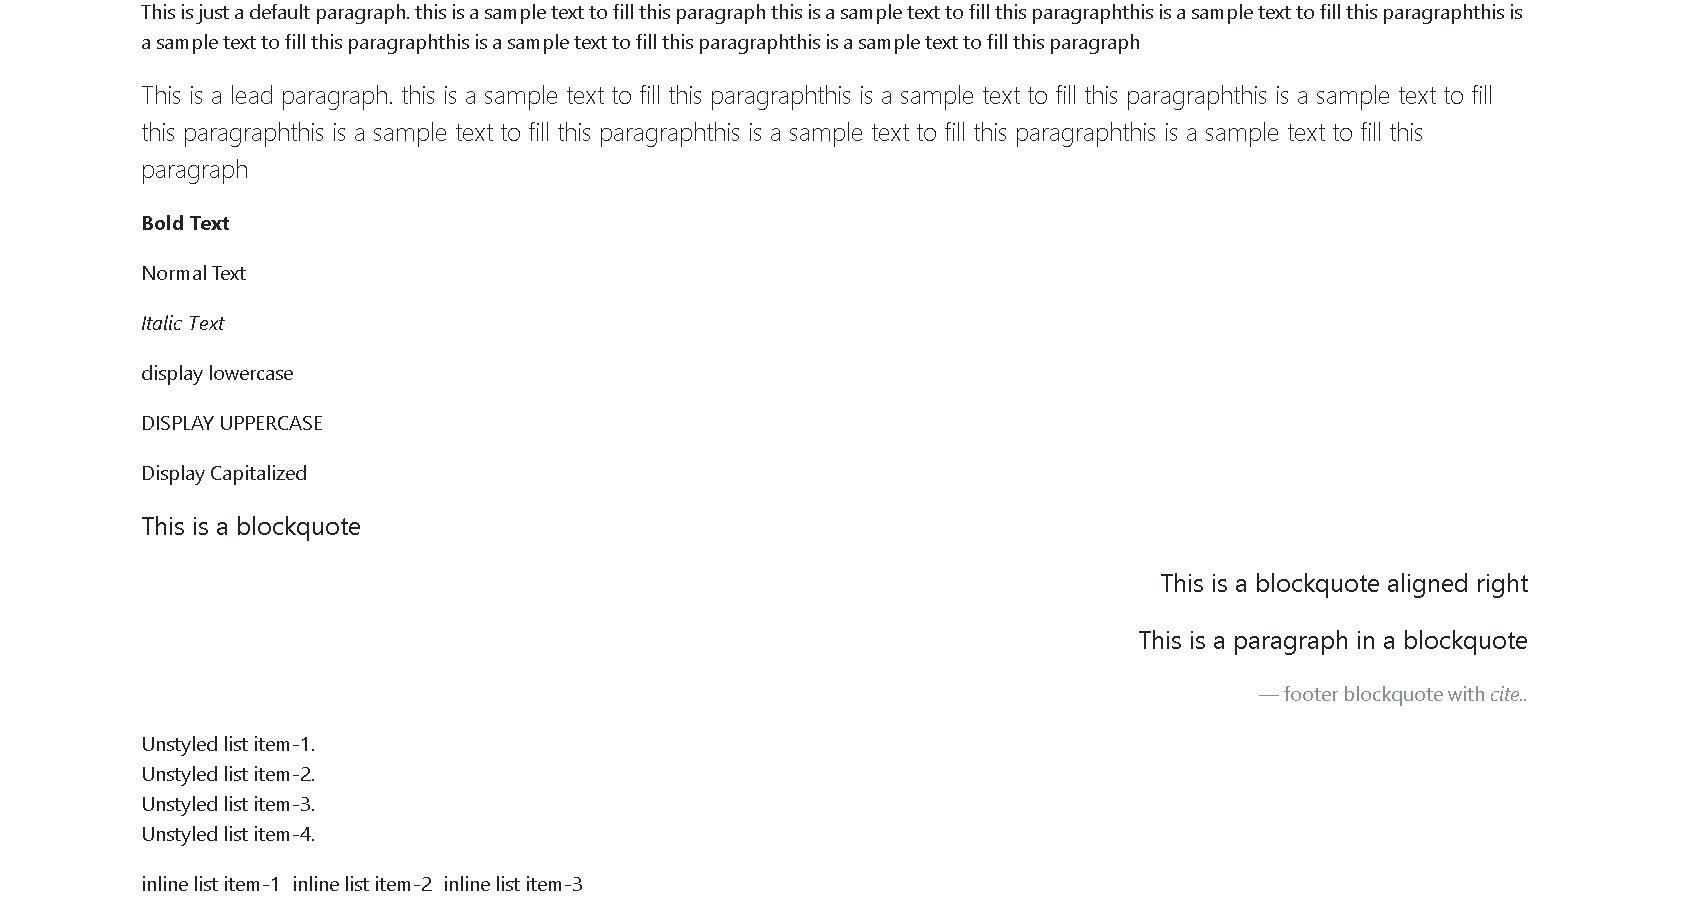 This is just a default paragraph. this is a sample text to fill this paragraph this is a sample text to fill this paragraphthis is a sample text to fill this paragraphthis is
a sample text to fill this paragraphthis is a sample text to fill this paragraphthis is a sample text to fill this paragraph
This is a lead paragraph. this is a sample text to fill this paragraphthis is a sample text to fill this paragraphthis is a sample text to fill
this paragraphthis is a sample text to fill this paragraphthis is a sample text to fill this paragraphthis is a sample text to fill this
paragraph
Bold Text
Normal Text
Italic Text
display lowercase
DISPLAY UPPERCASE
Display Capitalized
This is a blockquote
This is a blockquote aligned right
This is a paragraph in a blockquote
— footer blockquote with cite..
Unstyled list item-1.
Unstyled list item-2.
Unstyled list item-3.
Unstyled list item-4.
inline list item-1 inline list item-2 inline list item-3